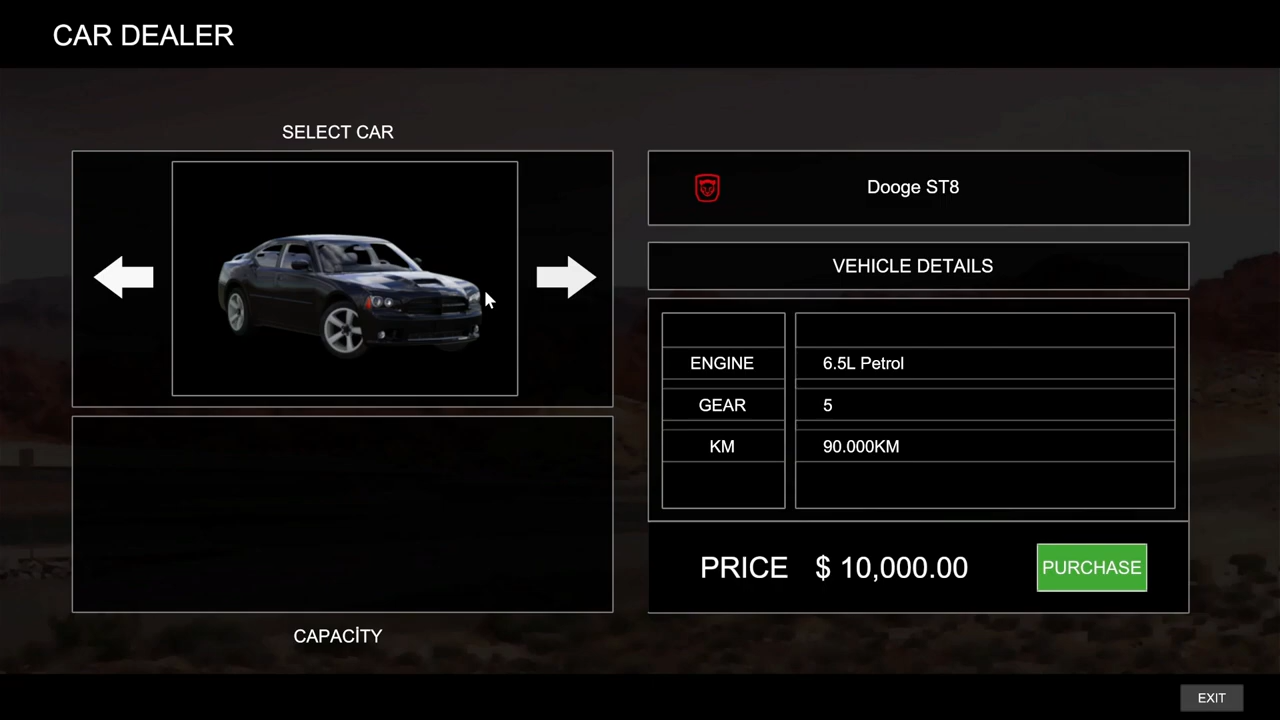 CAR DEALER
SELECT CAR
Dooge ST8
VEHICLE DETAILS
ENGINE 6.5L Petrol
GEAR 5
KM 90.000KM
PRICE $ 10,000.00 PURCHASE
CAPACİTY
EXIT